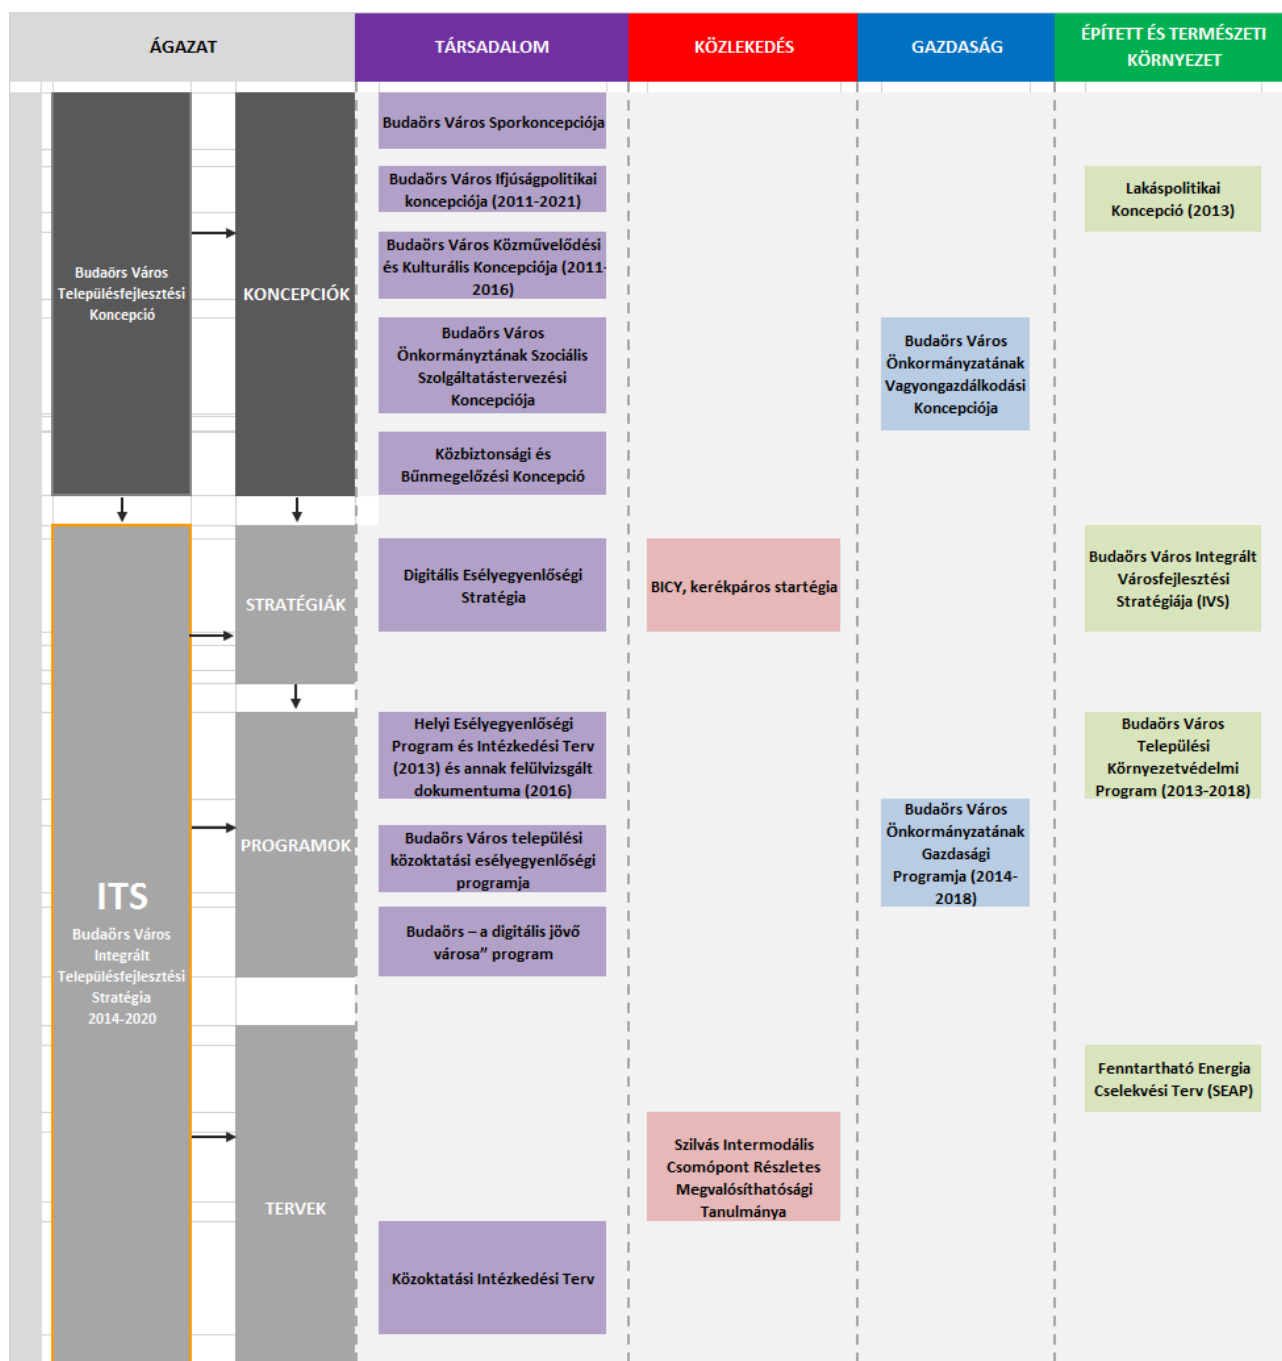 ÁGAZAT
TÁRSADALOM
KÖZLEKEDÉS
GAZDASÁG
ÉPÍTETT ÉS TERMÉSZETI
KÖRNYEZET
Budaörs Város
Településfejlesztési
Koncepció
KONCEPCIÓK
Budaörs Város Sporkoncepciója
Budaörs Város Ifjúságpolitikai
koncepciója (2011-2021)
Budaörs Város Közművelődési
és Kulturális Koncepciója (2011-
2016)
Budaörs Város
Önkormányztának Szociális
Szolgáltatástervezési
Koncepciója
Közbiztonsági és
Bűnmegelőzési Koncepció
Budaörs Város
Önkormányzatának
Vagyongazdálkodási
Koncepciója
Lakáspolitikai
Koncepció (2013)
ITS
Budaörs Város
Integrált
Településfejlesztési
Stratégia
2014-2020
STRATÉGIÁK
Digitális Esélyegyenlőségi
Stratégia
BICY, kerékpáros startégia
Budaörs Város Integrált
Városfejlesztési
Stratégiája (IVS)
PROGRAMOK
Helyi Esélyegyenlőségi
Program és Intézkedési Terv
(2013) és annak felülvizsgált
dokumentuma (2016)
Budaörs Város települési
közoktatási esélyegyenlőségi
programja
Budaörs – a digitális jövő
városa” program
Budaörs Város
Önkormányzatának
Gazdasági
Programja (2014-
2018)
Budaörs Város
Települési
Környezetvédelmi
Program (2013-2018)
TERVEK
Közoktatási Intézkedési Terv
Szilvás Intermodális
Csomópont Részletes
Megvalósíthatósági
Tanulmánya
Fenntartható Energia
Cselekvési Terv (SEAP)